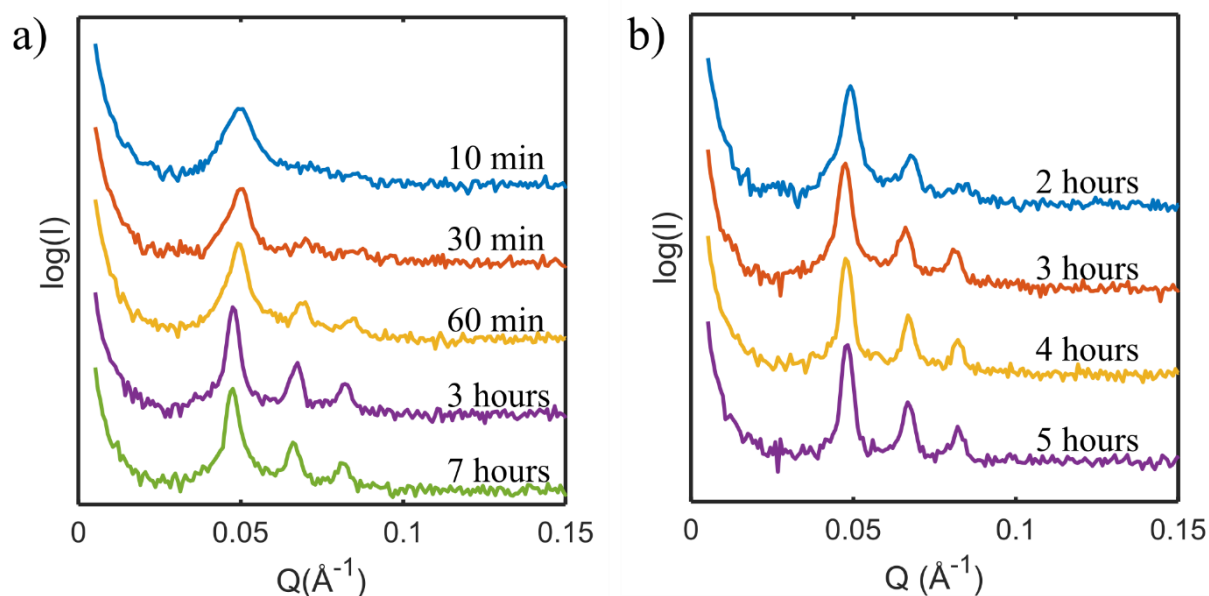 a)
log(I)
10 min
30 min
60 min
3 hours
7 hours
0
0.05
0.1
0.15
Q(Å⁻¹)
b)
log(I)
2 hours
3 hours
4 hours
5 hours
0
0.05
0.1
0.15
Q (Å⁻¹)